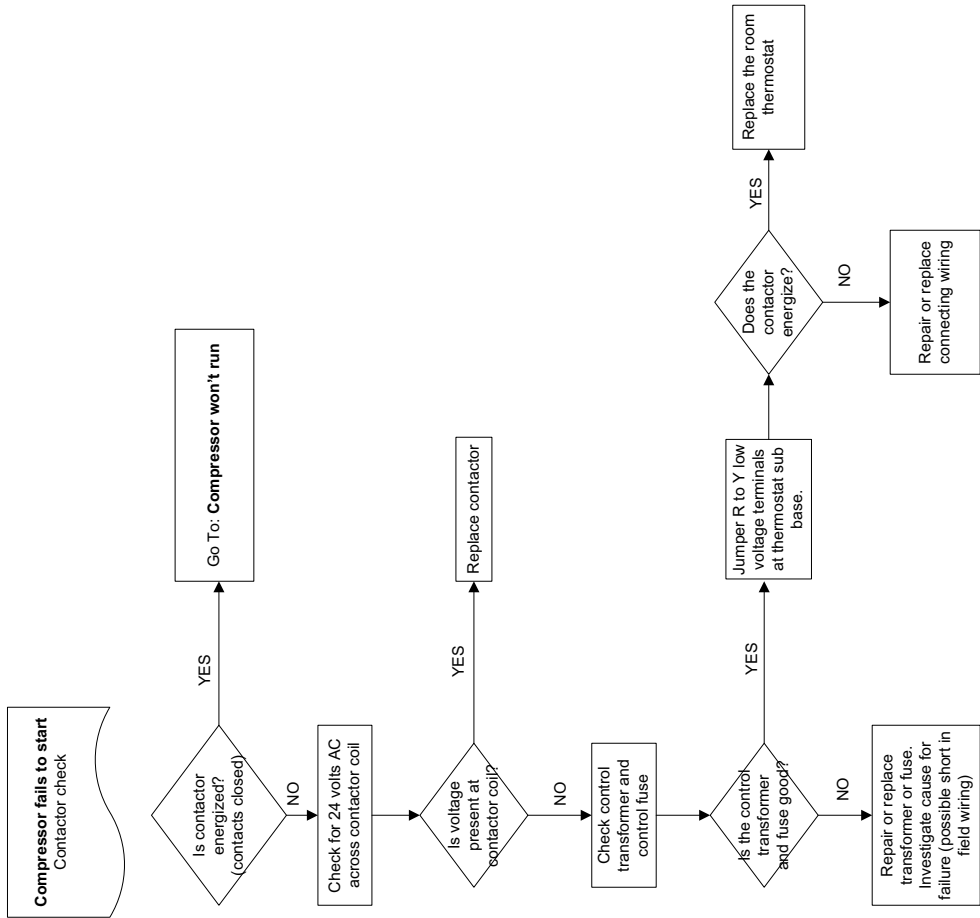 Compressor fails to start
Contactor check
Is contactor
energized?
(contacts closed)
YES
Go To: Compressor won't run
NO
Check for 24 volts AC
across contactor coil
Is voltage
present at
contactor coil?
YES
Replace contactor
NO
Check control
transformer and
control fuse
Is the control
transformer
and fuse good?
YES
Jumper R to Y low
voltage terminals
at thermostat sub
base.
Does the
contactor
energize?
YES
Replace the room
thermostat
NO
Repair or replace
connecting wiring
NO
Repair or replace
transformer or fuse.
Investigate cause for
failure (possible short in
field wiring)